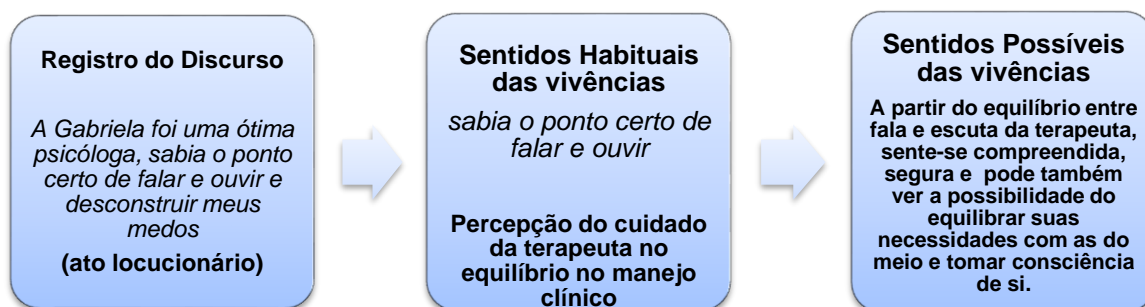 Registro do Discurso
A Gabriela foi uma ótima
psicóloga, sabia o ponto
certo de falar e ouvir e
desconstruir meus
medos
(ato locucionário)
Sentidos Habituais
das vivências
sabia o ponto certo de
falar e ouvir
Percepção do cuidado
da terapeuta no
equilíbrio no manejo
clínico
Sentidos Possíveis
das vivências
A partir do equilíbrio entre
fala e escuta da terapeuta,
sente-se compreendida,
segura e pode também
ver a possibilidade do
equilibrar suas
necessidades com as do
meio e tomar consciência
de si.